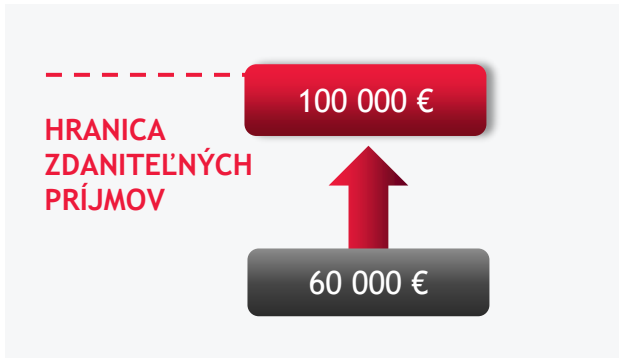 100 000 €
HRANICA
ZDANITEĽNÝCH
PRÍJMOV
60 000 €